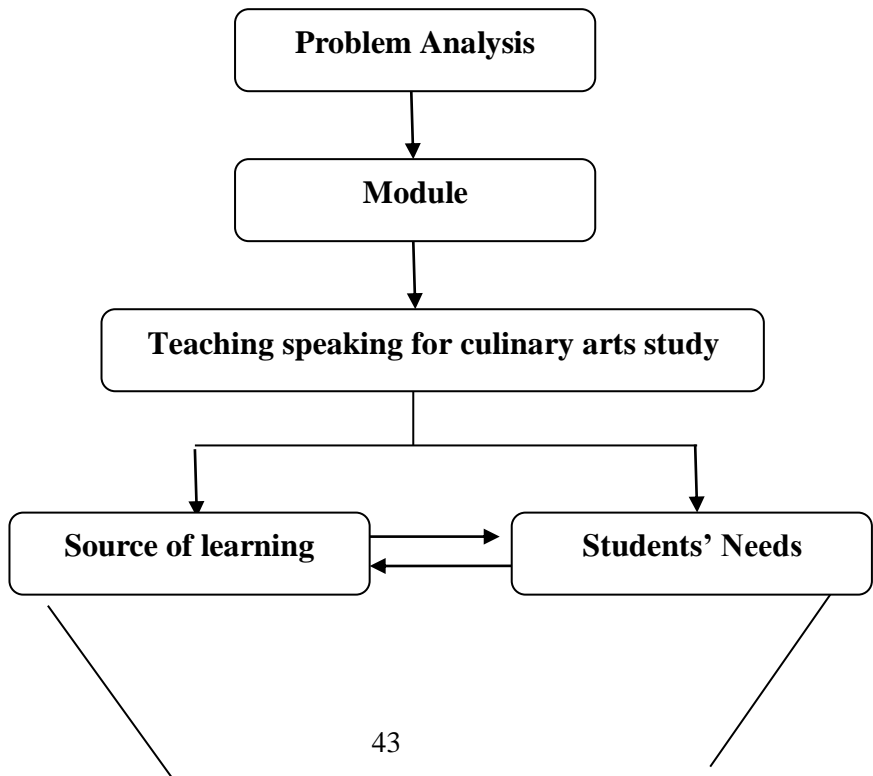 Problem Analysis
Module
Teaching speaking for culinary arts study
Source of learning
Students’ Needs
43